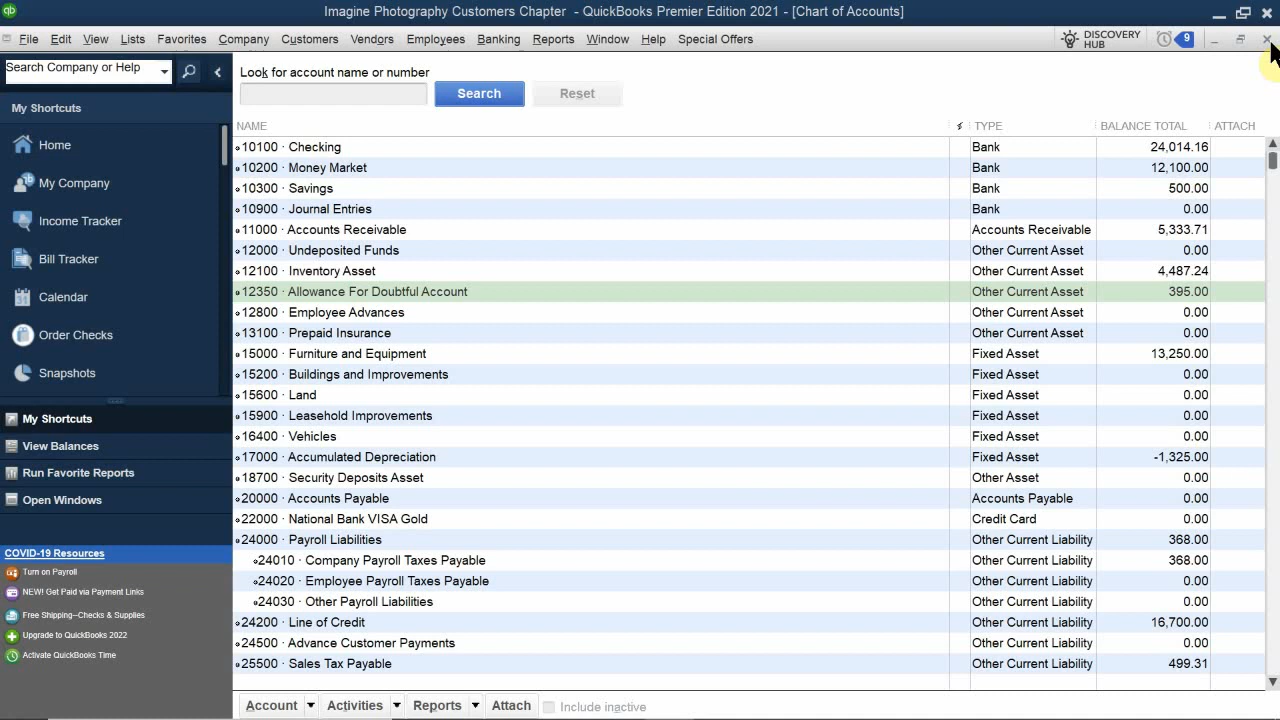 qb Imagine Photography Customers Chapter - QuickBooks Premier Edition 2021 - [Chart of Accounts]
File Edit View Lists Favorites Company Customers Vendors Employees Banking Reports Window Help Special Offers DISCOVERY HUB 9
Search Company or Help
My Shortcuts
Home
My Company
Income Tracker
Bill Tracker
Calendar
Order Checks
Snapshots
My Shortcuts
View Balances
Run Favorite Reports
Open Windows
COVID-19 Resources
Turn on Payroll
NEW! Get Paid via Payment Links
Free Shipping--Checks & Supplies
Upgrade to QuickBooks 2022
Activate QuickBooks Time
Look for account name or number
Search Reset
NAME TYPE BALANCE TOTAL ATTACH
10100 · Checking Bank 24,014.16
10200 · Money Market Bank 12,100.00
10300 · Savings Bank 500.00
10900 · Journal Entries Bank 0.00
11000 · Accounts Receivable Accounts Receivable 5,333.71
12000 · Undeposited Funds Other Current Asset 0.00
12100 · Inventory Asset Other Current Asset 4,487.24
12350 · Allowance For Doubtful Account Other Current Asset 395.00
12800 · Employee Advances Other Current Asset 0.00
13100 · Prepaid Insurance Other Current Asset 0.00
15000 · Furniture and Equipment Fixed Asset 13,250.00
15200 · Buildings and Improvements Fixed Asset 0.00
15600 · Land Fixed Asset 0.00
15900 · Leasehold Improvements Fixed Asset 0.00
16400 · Vehicles Fixed Asset 0.00
17000 · Accumulated Depreciation Fixed Asset -1,325.00
18700 · Security Deposits Asset Other Asset 0.00
20000 · Accounts Payable Accounts Payable 0.00
22000 · National Bank VISA Gold Credit Card 0.00
24000 · Payroll Liabilities Other Current Liability 368.00
24010 · Company Payroll Taxes Payable Other Current Liability 368.00
24020 · Employee Payroll Taxes Payable Other Current Liability 0.00
24030 · Other Payroll Liabilities Other Current Liability 0.00
24200 · Line of Credit Other Current Liability 16,700.00
24500 · Advance Customer Payments Other Current Liability 0.00
25500 · Sales Tax Payable Other Current Liability 499.31
Account Activities Reports Attach Include inactive